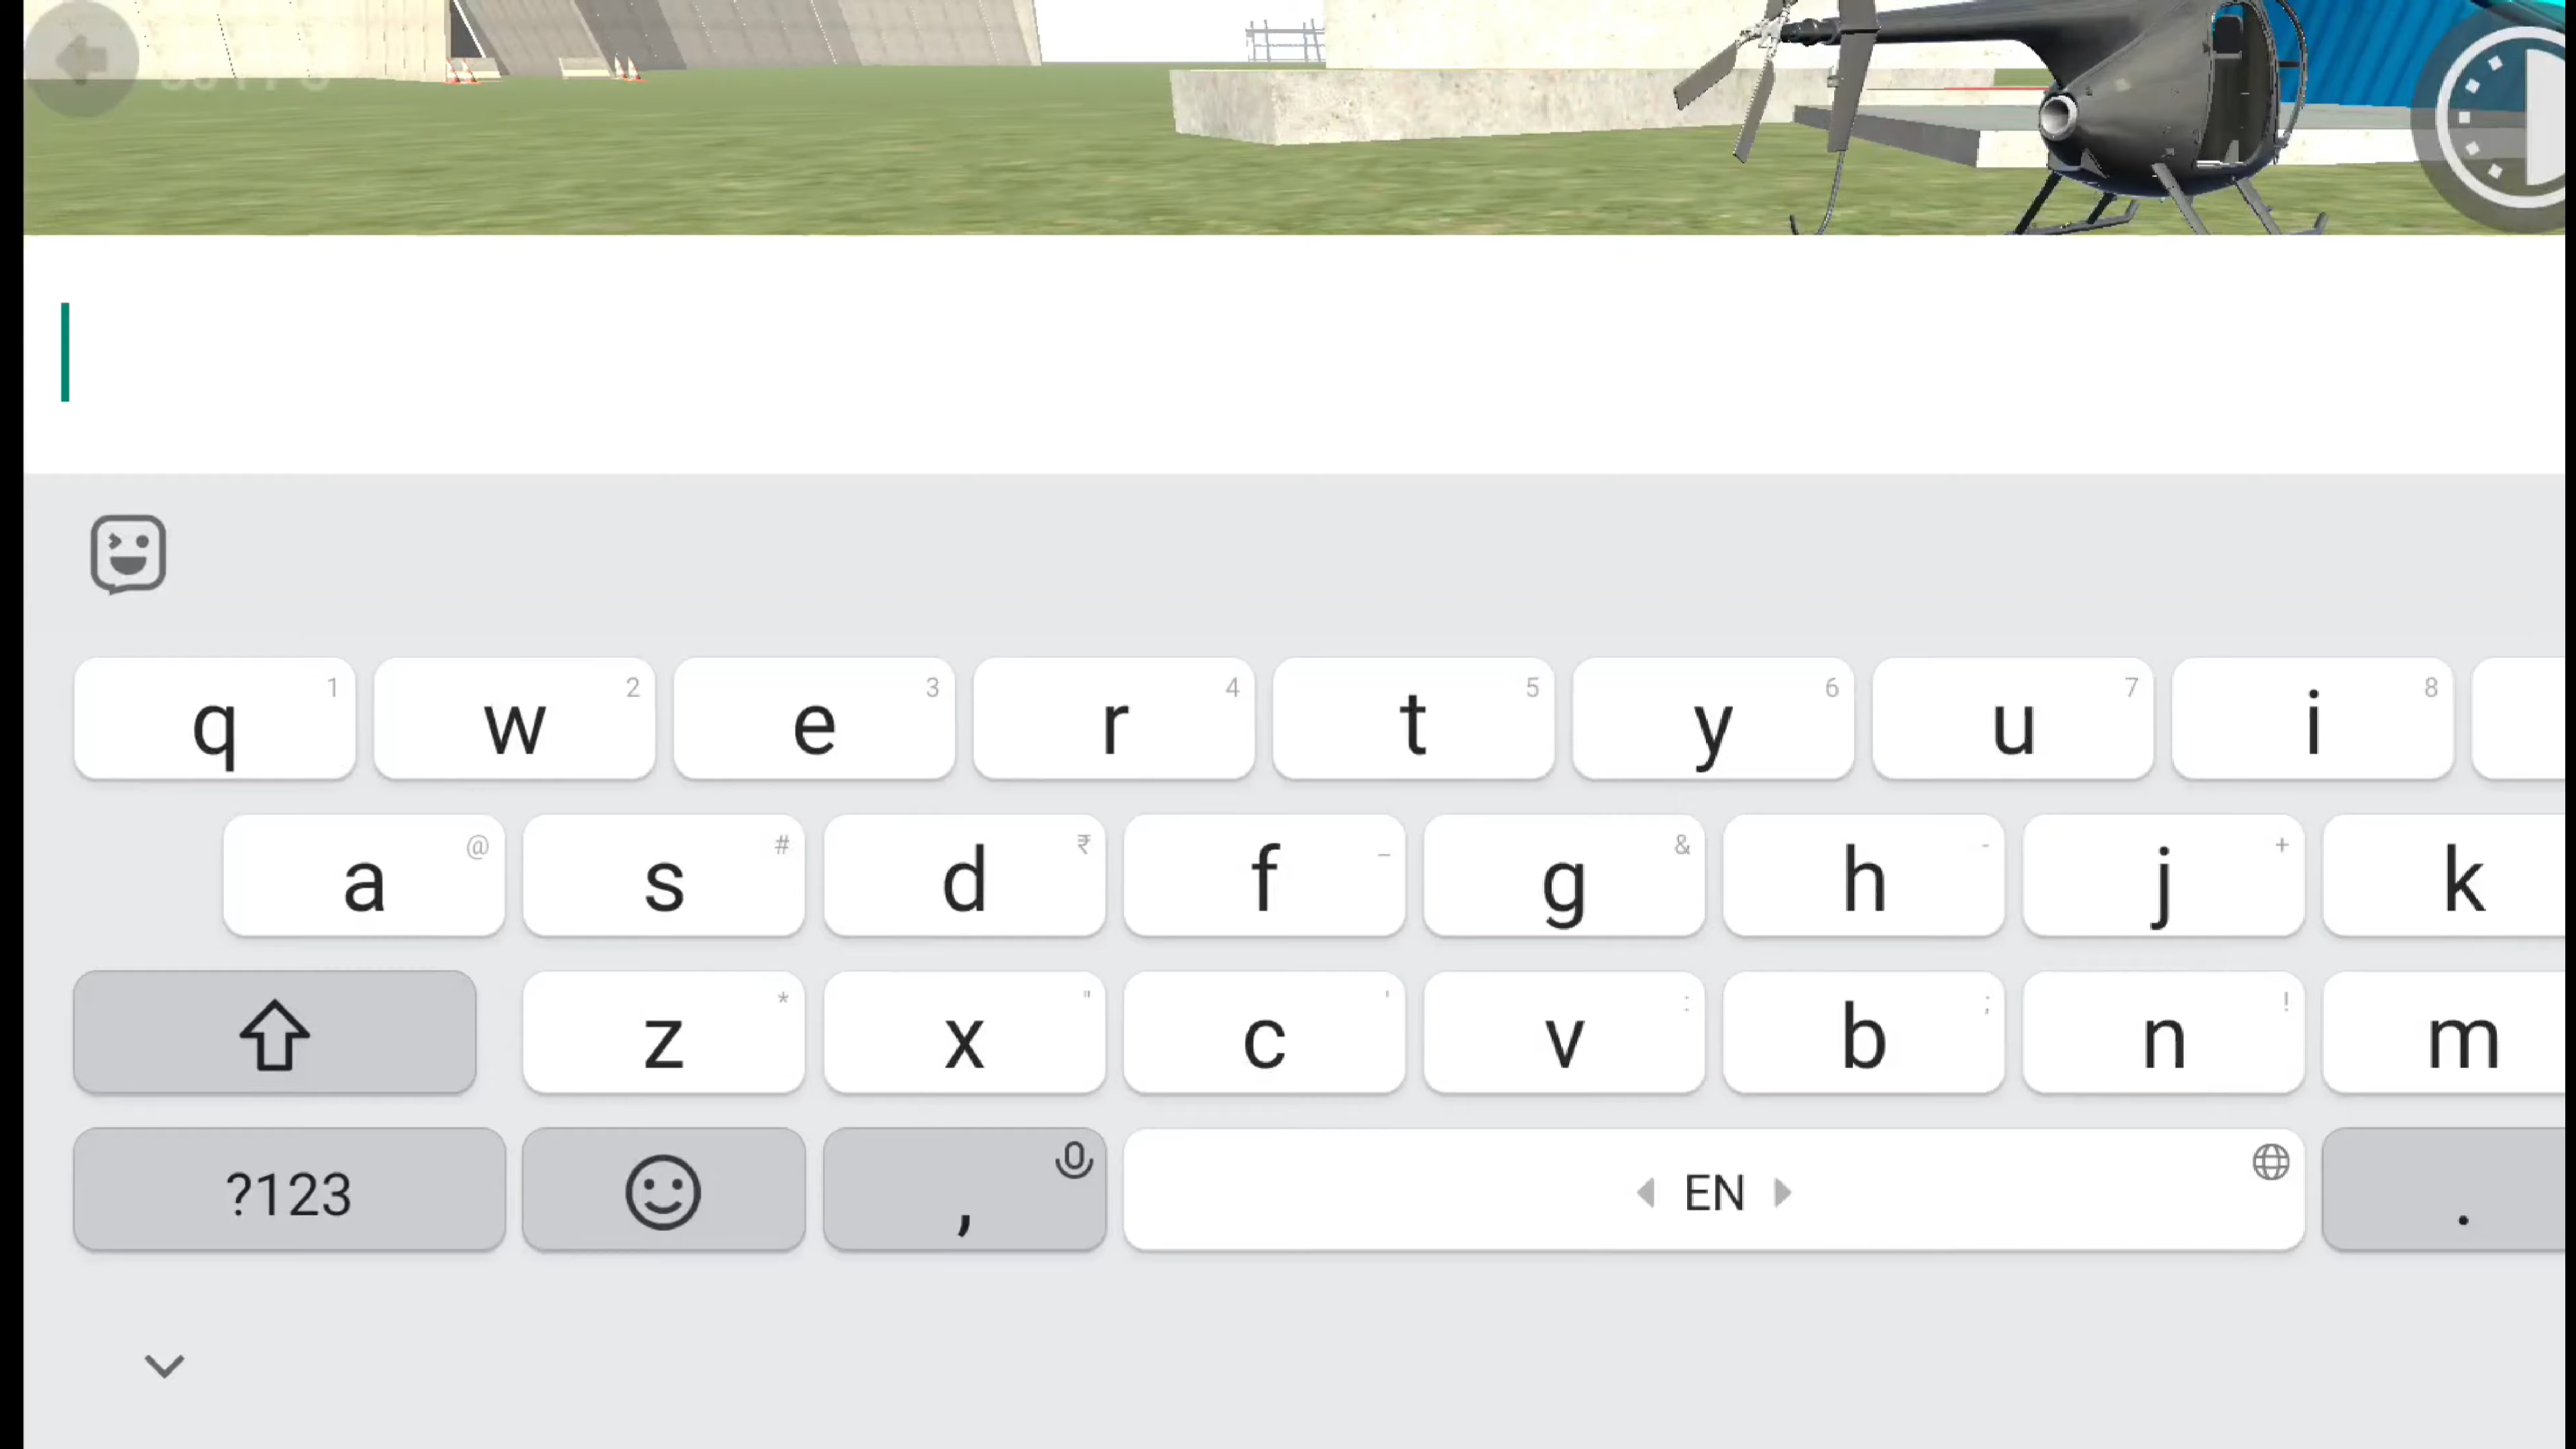 q 1 w 2 e 3 r 4 t 5 y 6 u 7 i 8
a @ s # d ₹ f _ g & h - j + k
z * x " c ' v : b ; n ! m
?123 , EN .